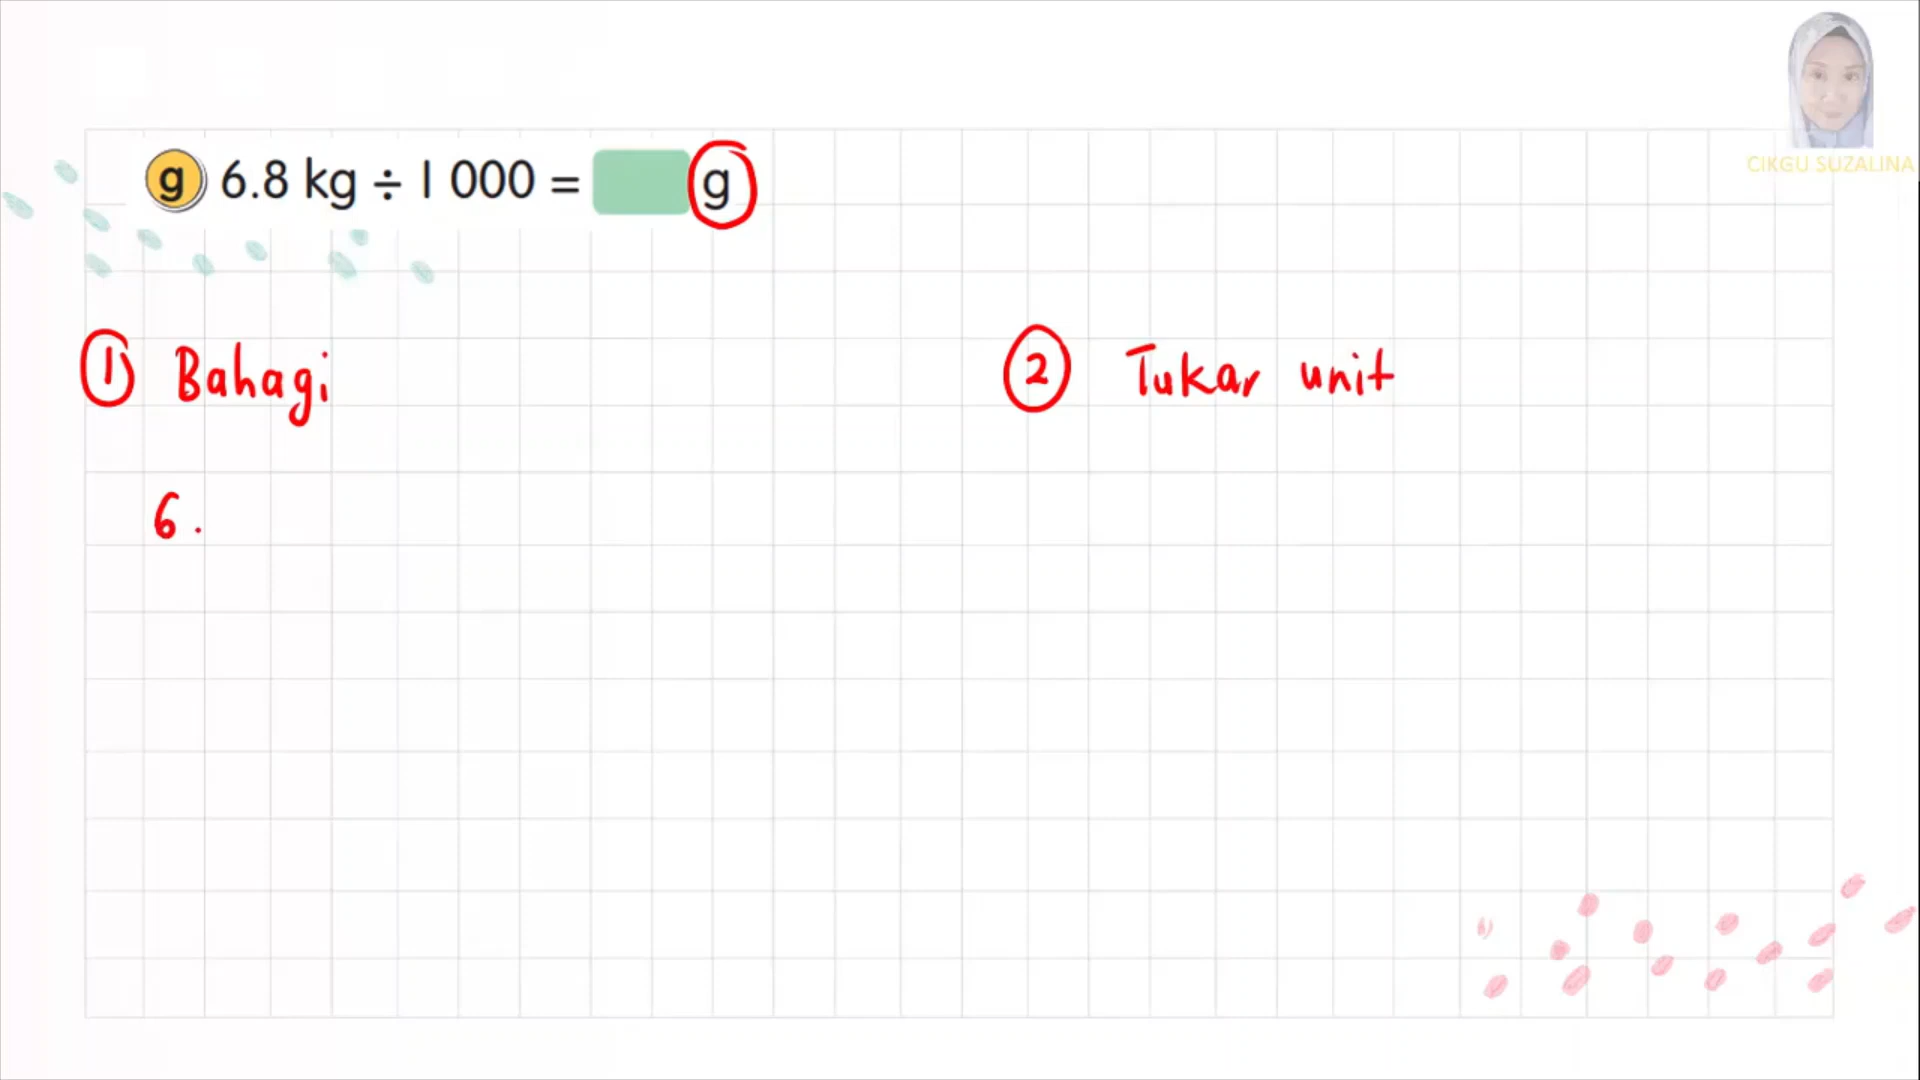 CIKGU SUZALINA
g 6.8 kg ÷ 1 000 = g
1 Bahagi
2 Tukar unit
6.